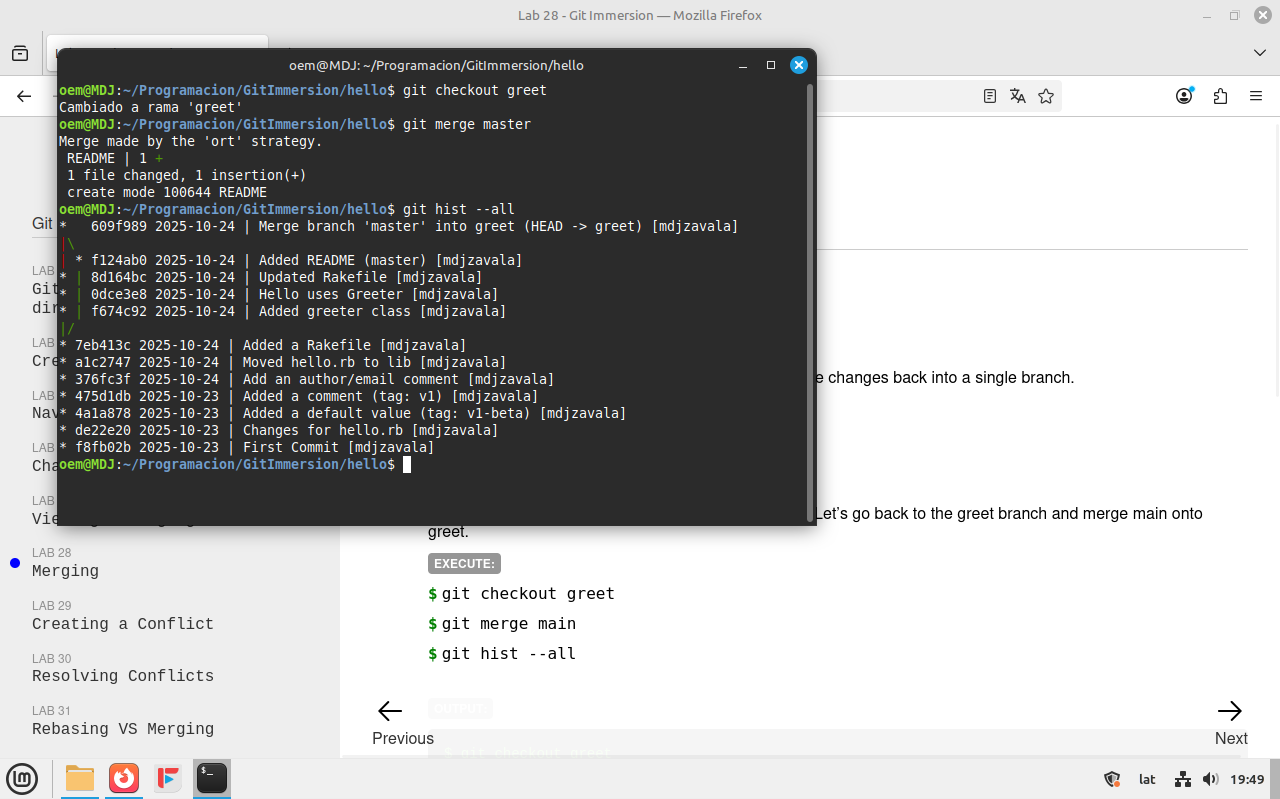 Lab 28 - Git Immersion — Mozilla Firefox
oem@MDJ: ~/Programacion/GitImmersion/hello
oem@MDJ:~/Programacion/GitImmersion/hello$ git checkout greet
Cambiado a rama 'greet'
oem@MDJ:~/Programacion/GitImmersion/hello$ git merge master
Merge made by the 'ort' strategy.
README | 1 +
1 file changed, 1 insertion(+)
create mode 100644 README
oem@MDJ:~/Programacion/GitImmersion/hello$ git hist --all
*   609f989 2025-10-24 | Merge branch 'master' into greet (HEAD -> greet) [mdjzavala]
|\
| * f124ab0 2025-10-24 | Added README (master) [mdjzavala]
* | 8d164bc 2025-10-24 | Updated Rakefile [mdjzavala]
* | 0dce3e8 2025-10-24 | Hello uses Greeter [mdjzavala]
* | f674c92 2025-10-24 | Added greeter class [mdjzavala]
|/
* 7eb413c 2025-10-24 | Added a Rakefile [mdjzavala]
* a1c2747 2025-10-24 | Moved hello.rb to lib [mdjzavala]
* 376fc3f 2025-10-24 | Add an author/email comment [mdjzavala]
* 475d1db 2025-10-23 | Added a comment (tag: v1) [mdjzavala]
* 4a1a878 2025-10-23 | Added a default value (tag: v1-beta) [mdjzavala]
* de22e20 2025-10-23 | Changes for hello.rb [mdjzavala]
* f8fb02b 2025-10-23 | First Commit [mdjzavala]
oem@MDJ:~/Programacion/GitImmersion/hello$
Git
LAB
Git
dir
LAB
Cre
LAB
Nav
LAB
Cha
LAB
LAB 28
Merging
LAB 29
Creating a Conflict
LAB 30
Resolving Conflicts
LAB 31
Rebasing VS Merging
e changes back into a single branch.
Let's go back to the greet branch and merge main onto
greet.
EXECUTE:
$ git checkout greet
$ git merge main
$ git hist --all
OUTPUT:
$ git checkout greet
Previous
Next
lat
19:49